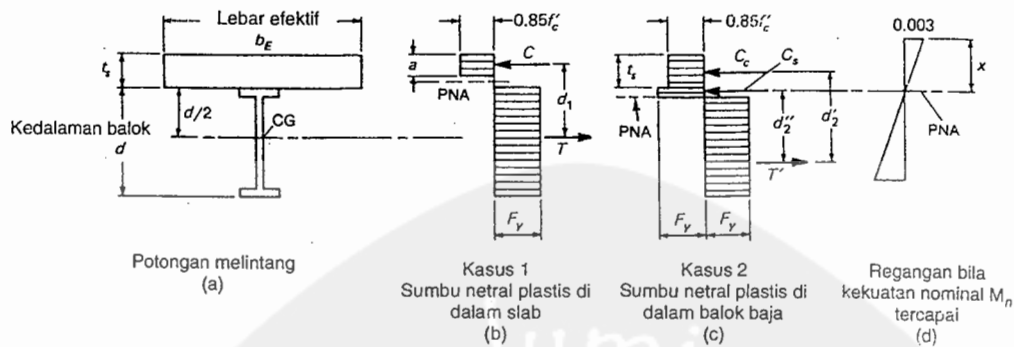 Lebar efektif
b_E
t_s
d/2
CG
Kedalaman balok
d
Potongan melintang
(a)
0.85f'_c
a
C
PNA
d_1
T
F_y
Kasus 1
Sumbu netral plastis di
dalam slab
(b)
0.85f'_c
t_s
C_c
C_s
PNA
d''_2
d'_2
T'
F_y
F_y
Kasus 2
Sumbu netral plastis di
dalam balok baja
(c)
0.003
x
PNA
Regangan bila
kekuatan nominal M_n
tercapai
(d)